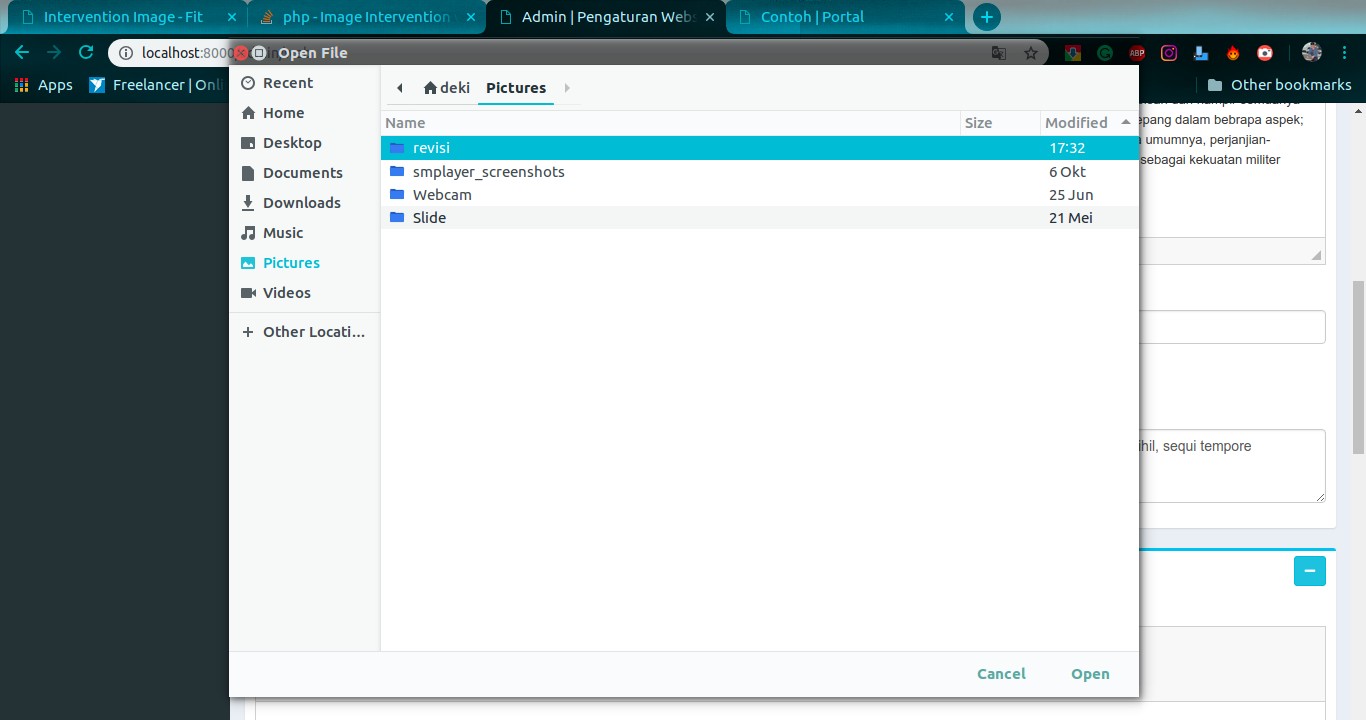 Intervention Image - Fit
php - Image Intervention
Admin | Pengaturan Webs
Contoh | Portal
localhost:8000
Open File
ABP
Apps
Freelancer | Onli
Other bookmarks
Recent
Home
Desktop
Documents
Downloads
Music
Pictures
Videos
Other Locati...
deki
Pictures
Name Size Modified
revisi 17:32
smplayer_screenshots 6 Okt
Webcam 25 Jun
Slide 21 Mei
epang dalam bebrapa aspek;
umumnya, perjanjian-
sebagai kekuatan militer
ihil, sequi tempore
Cancel Open